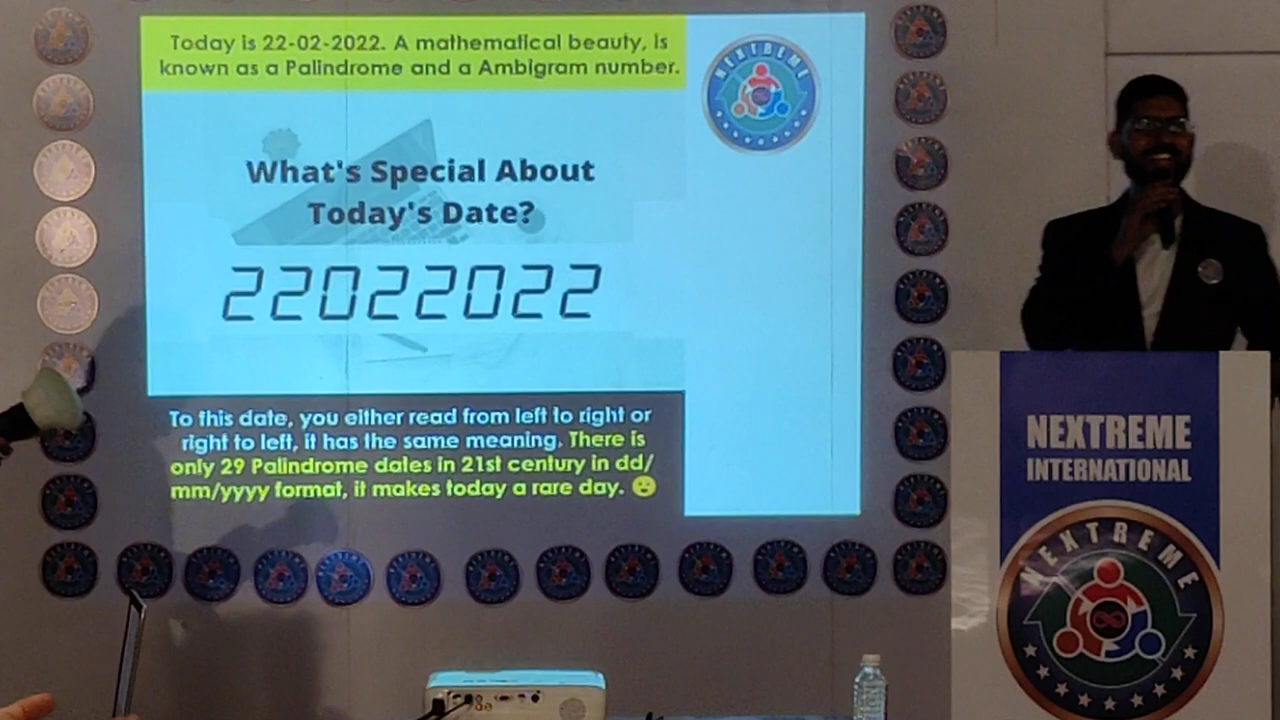 Today is 22-02-2022. A mathematical beauty, is
known as a Palindrome and a Ambigram number.
NEXTREME
What's Special About
Today's Date?
22022022
To this date, you either read from left to right or
right to left, it has the same meaning. There is
only 29 Palindrome dates in 21st century in dd/
mm/yyyy format, it makes today a rare day. 😮
NEXTREME
INTERNATIONAL
NEXTREME